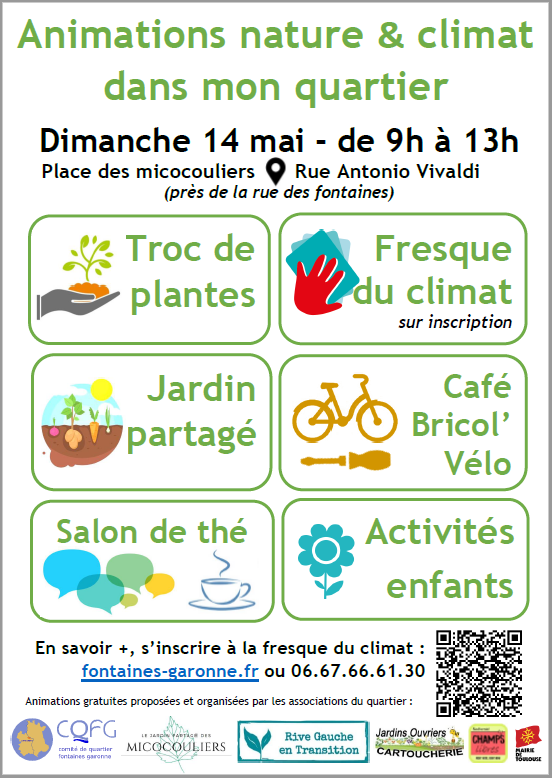 Animations nature & climat
dans mon quartier
Dimanche 14 mai - de 9h à 13h
Place des micocouliers Rue Antonio Vivaldi
(près de la rue des fontaines)
Troc de
plantes
Fresque
du climat
sur inscription
Jardin
partagé
Café
Bricol'
Vélo
Salon de thé
Activités
enfants
En savoir +, s'inscrire à la fresque du climat :
fontaines-garonne.fr ou 06.67.66.61.30
Animations gratuites proposées et organisées par les associations du quartier :
CQFG
comité de quartier
fontaines garonne
LE JARDIN PARTAGÉ DES
MICOCOULIERS
Rive Gauche
en Transition
Jardins Ouvriers
CARTOUCHERIE
CHAMPS
libres
MAIRIE DE
TOULOUSE